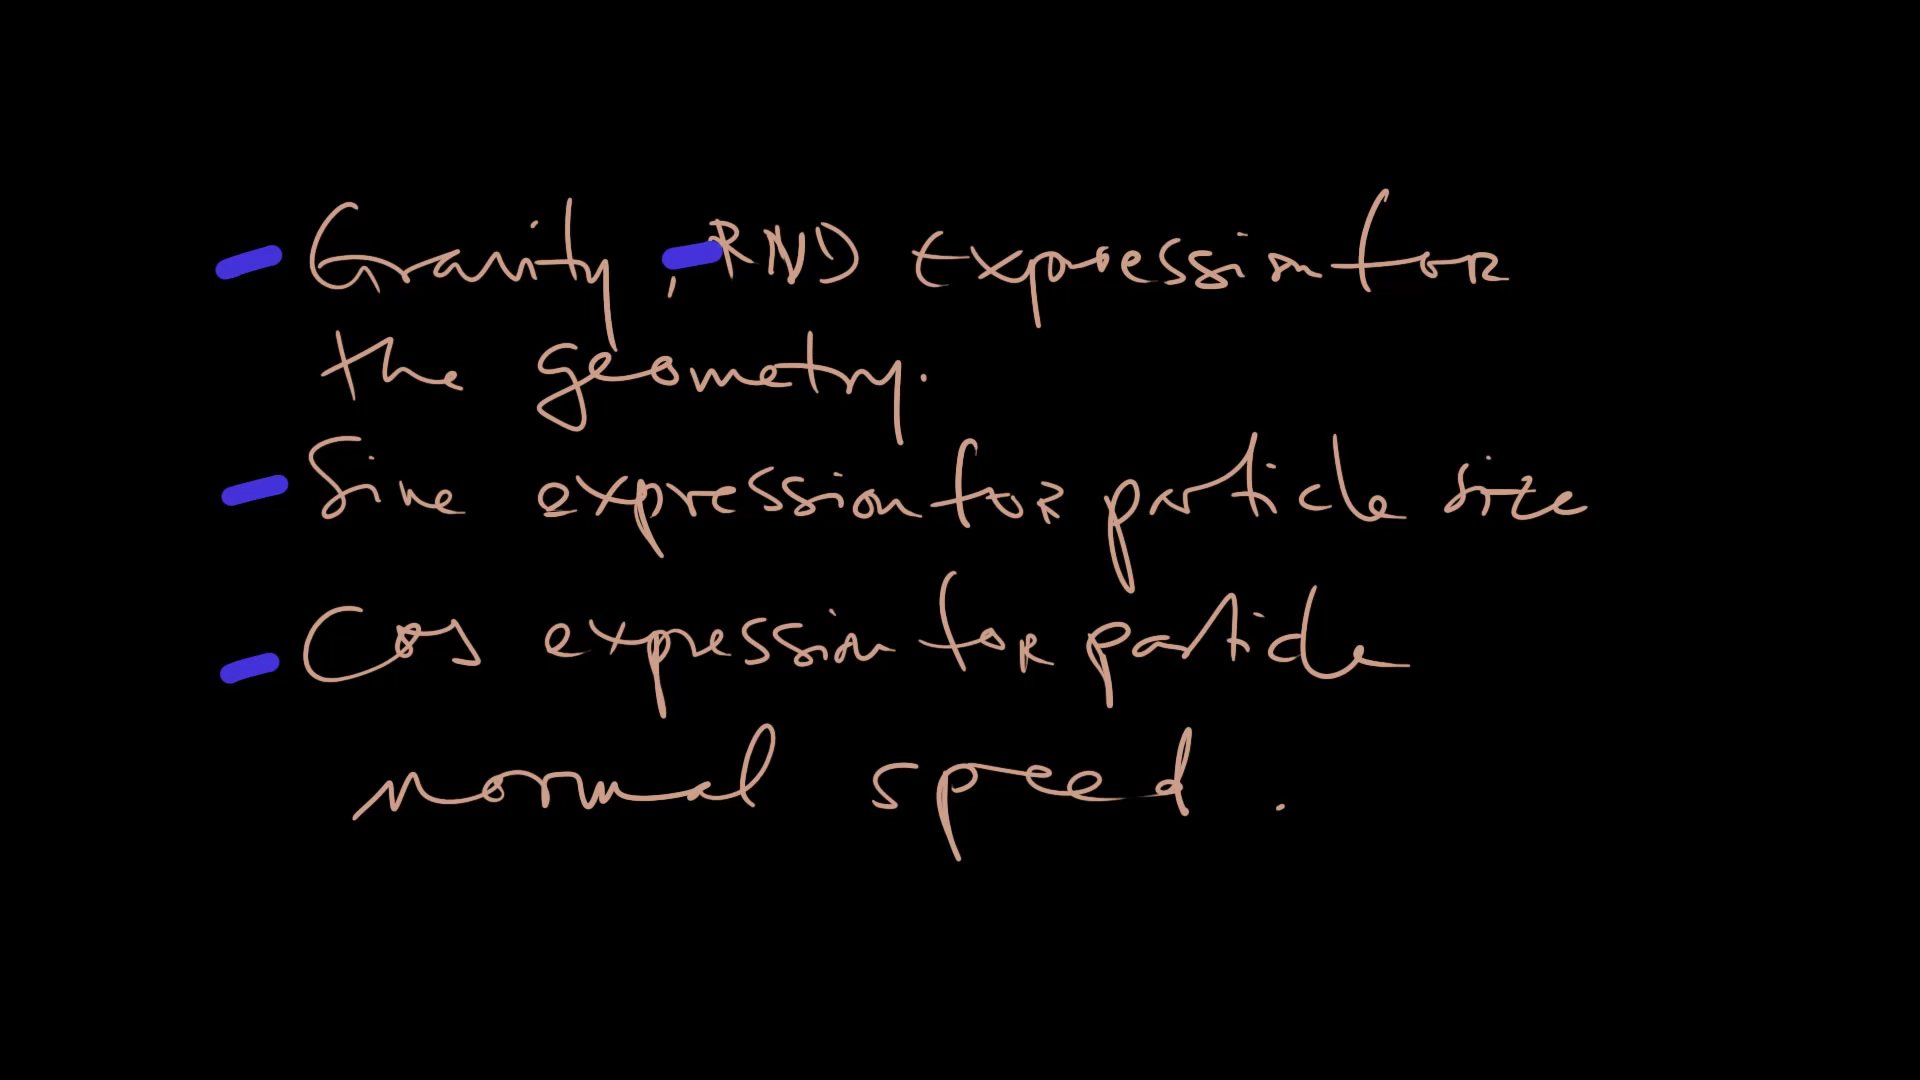 - Gravity, - RND Expression for
the geometry.
- Sine expression for particle size
- Cos expression for particle
normal speed.